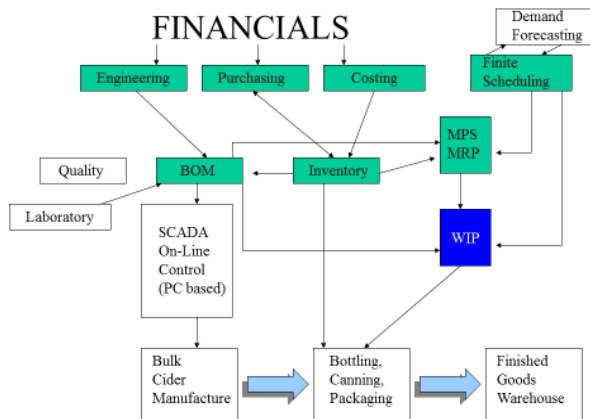 FINANCIALS
Demand
Forecasting
Engineering
Purchasing
Costing
Finite
Scheduling
MPS
MRP
Quality
BOM
Inventory
Laboratory
SCADA
On-Line
Control
(PC based)
WIP
Bulk
Cider
Manufacture
Bottling,
Canning,
Packaging
Finished
Goods
Warehouse